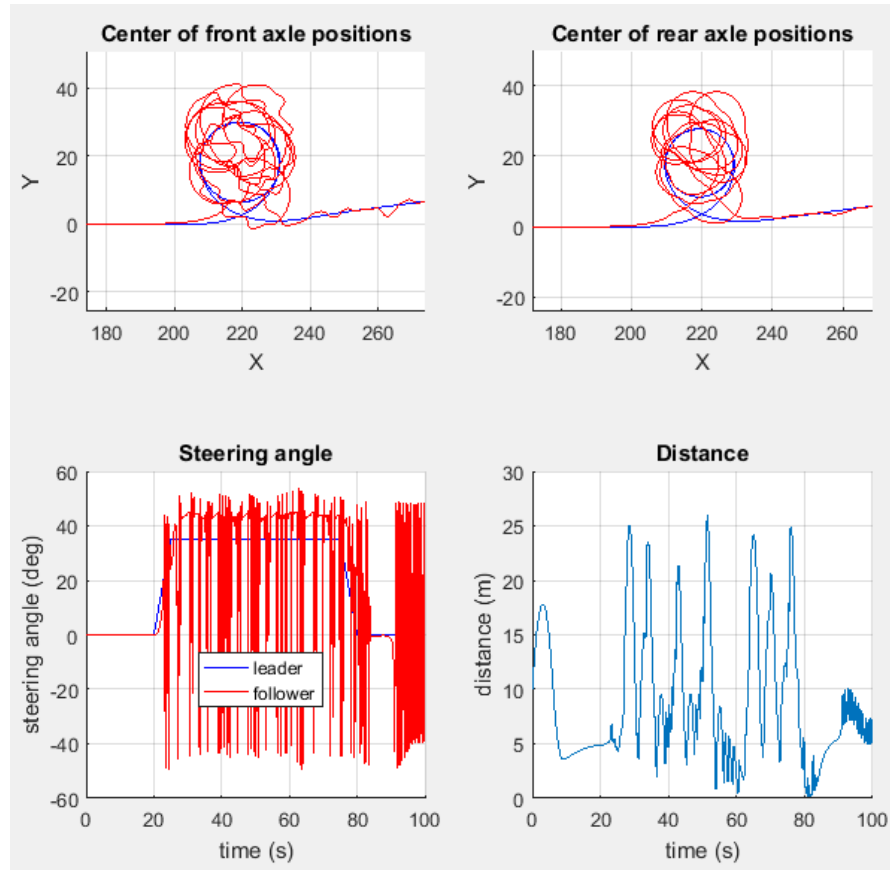 Center of front axle positions
40
20
0
-20
Y
180 200 220 240 260
X
Center of rear axle positions
40
20
0
-20
Y
180 200 220 240 260
X
Steering angle
60
40
20
0
-20
-40
-60
steering angle (deg)
leader
follower
0 20 40 60 80 100
time (s)
Distance
30
25
20
15
10
5
0
distance (m)
0 20 40 60 80 100
time (s)